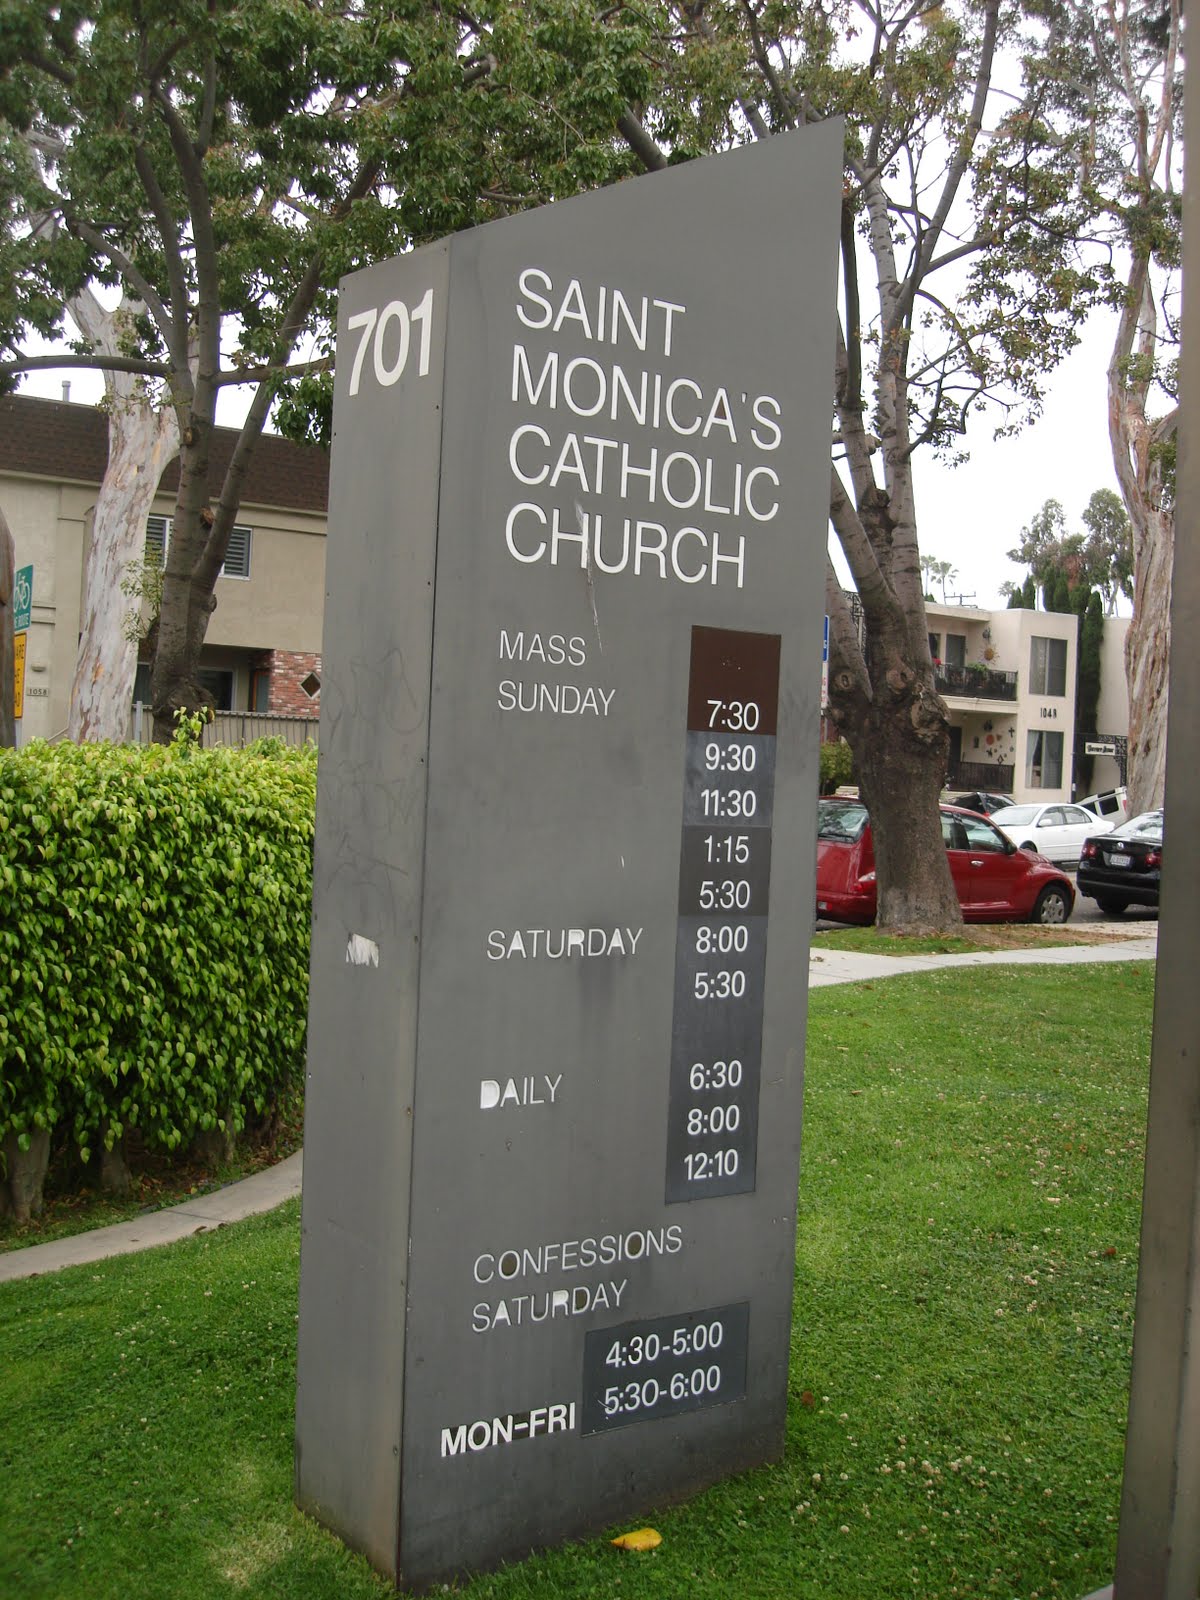 701
SAINT
MONICA'S
CATHOLIC
CHURCH
MASS
SUNDAY
7:30
9:30
11:30
1:15
5:30
SATURDAY 8:00
5:30
DAILY 6:30
8:00
12:10
CONFESSIONS
SATURDAY
4:30-5:00
MON-FRI 5:30-6:00
1058
1048